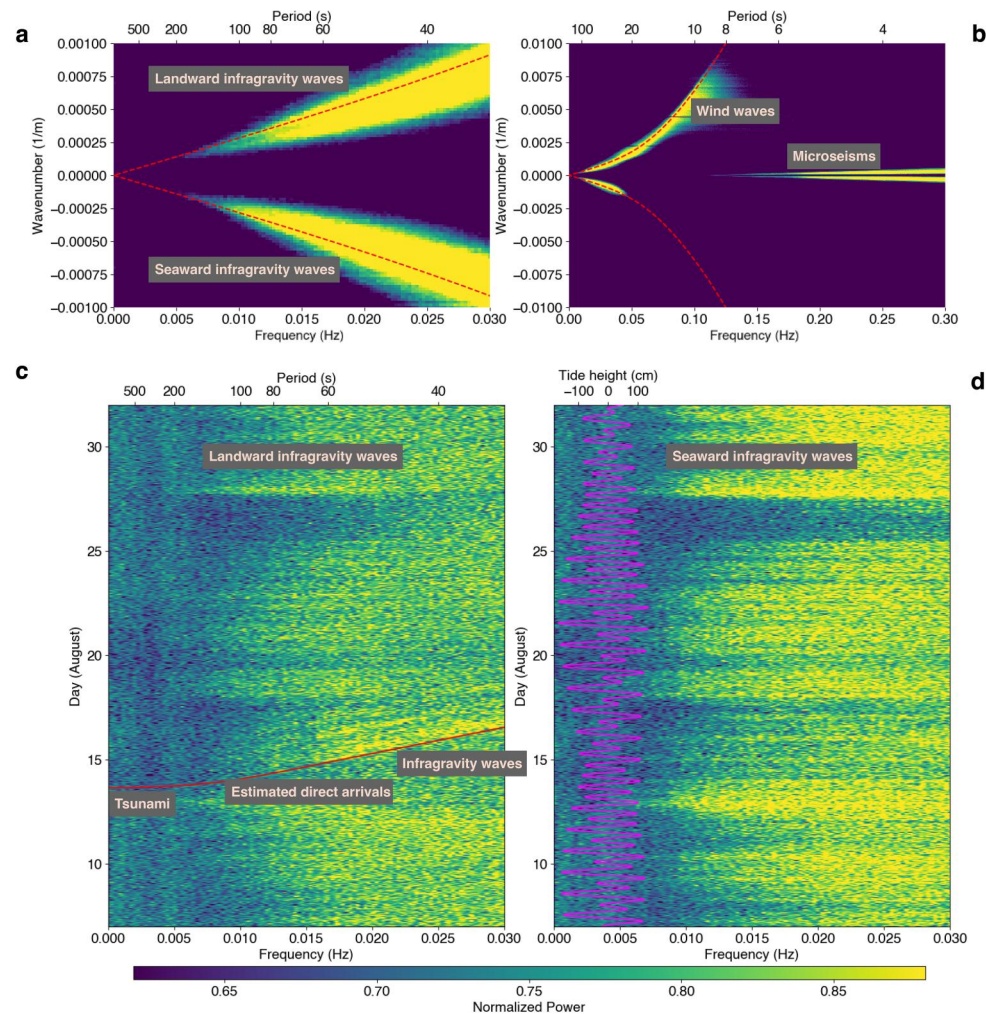 a
Period (s)
500 200 100 80 60 40
0.00100
0.00075
0.00050
0.00025
0.00000
−0.00025
−0.00050
−0.00075
−0.00100
Wavenumber (1/m)
Landward infragravity waves
Seaward infragravity waves
0.000 0.005 0.010 0.015 0.020 0.025 0.030
Frequency (Hz)
b
Period (s)
100 20 10 8 6 4
0.0100
0.0075
0.0050
0.0025
0.0000
−0.0025
−0.0050
−0.0075
−0.0100
Wavenumber (1/m)
Wind waves
Microseisms
0.00 0.05 0.10 0.15 0.20 0.25 0.30
Frequency (Hz)
c
Period (s)
500 200 100 80 60 40
30
25
20
15
10
Day (August)
Landward infragravity waves
Infragravity waves
Estimated direct arrivals
Tsunami
0.000 0.005 0.010 0.015 0.020 0.025 0.030
Frequency (Hz)
d
Tide height (cm)
−100 0 100
30
25
20
15
10
Day (August)
Seaward infragravity waves
0.000 0.005 0.010 0.015 0.020 0.025 0.030
Frequency (Hz)
0.65 0.70 0.75 0.80 0.85
Normalized Power